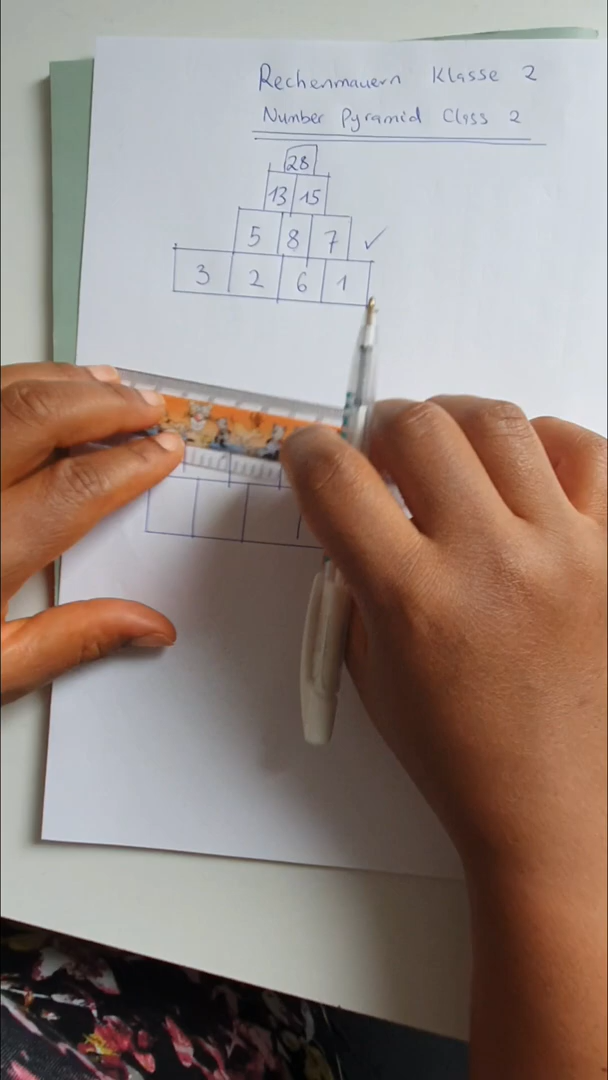 Rechenmauern Klasse 2
Number Pyramid Class 2
28
13 15
5 8 7 ✓
3 2 6 1